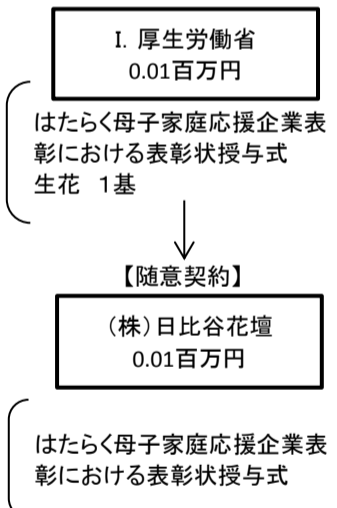 I. 厚生労働省
0.01百万円
はたらく母子家庭応援企業表
彰における表彰状授与式
生花　1基
【随意契約】
（株）日比谷花壇
0.01百万円
はたらく母子家庭応援企業表
彰における表彰状授与式